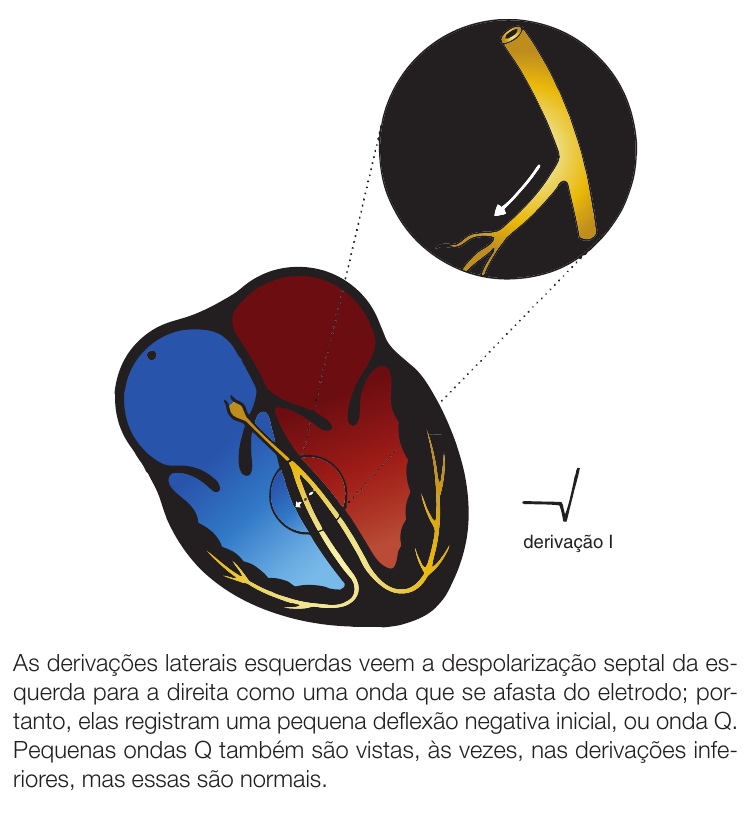 derivação I
As derivações laterais esquerdas veem a despolarização septal da es-
querda para a direita como uma onda que se afasta do eletrodo; por-
tanto, elas registram uma pequena deflexão negativa inicial, ou onda Q.
Pequenas ondas Q também são vistas, às vezes, nas derivações infe-
riores, mas essas são normais.